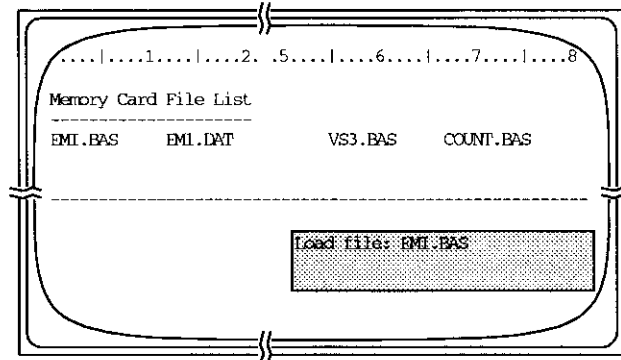 ....|....1....|....2. .5....|....6....|....7....|....8
Memory Card File List
EMI.BAS EM1.DAT VS3.BAS COUNT.BAS
Load file: EMI.BAS